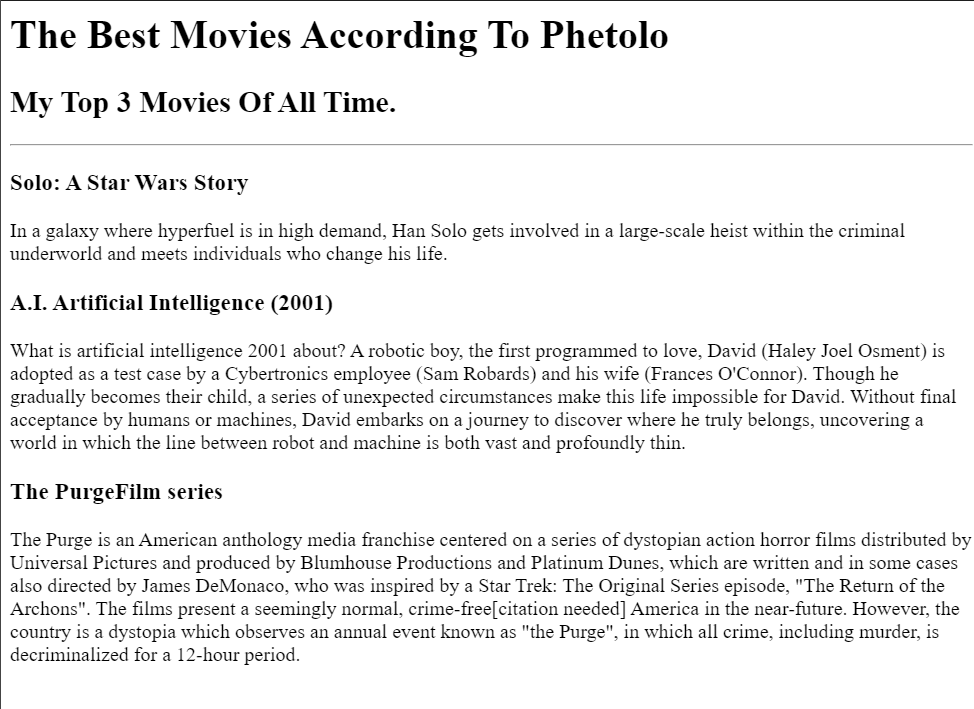 The Best Movies According To Phetolo
My Top 3 Movies Of All Time.
Solo: A Star Wars Story
In a galaxy where hyperfuel is in high demand, Han Solo gets involved in a large-scale heist within the criminal
underworld and meets individuals who change his life.
A.I. Artificial Intelligence (2001)
What is artificial intelligence 2001 about? A robotic boy, the first programmed to love, David (Haley Joel Osment) is
adopted as a test case by a Cybertronics employee (Sam Robards) and his wife (Frances O'Connor). Though he
gradually becomes their child, a series of unexpected circumstances make this life impossible for David. Without final
acceptance by humans or machines, David embarks on a journey to discover where he truly belongs, uncovering a
world in which the line between robot and machine is both vast and profoundly thin.
The PurgeFilm series
The Purge is an American anthology media franchise centered on a series of dystopian action horror films distributed by
Universal Pictures and produced by Blumhouse Productions and Platinum Dunes, which are written and in some cases
also directed by James DeMonaco, who was inspired by a Star Trek: The Original Series episode, "The Return of the
Archons". The films present a seemingly normal, crime-free[citation needed] America in the near-future. However, the
country is a dystopia which observes an annual event known as "the Purge", in which all crime, including murder, is
decriminalized for a 12-hour period.